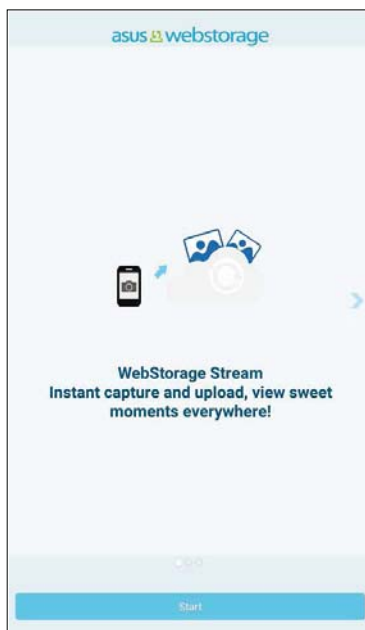 asus webstorage
WebStorage Stream
Instant capture and upload, view sweet
moments everywhere!
Start